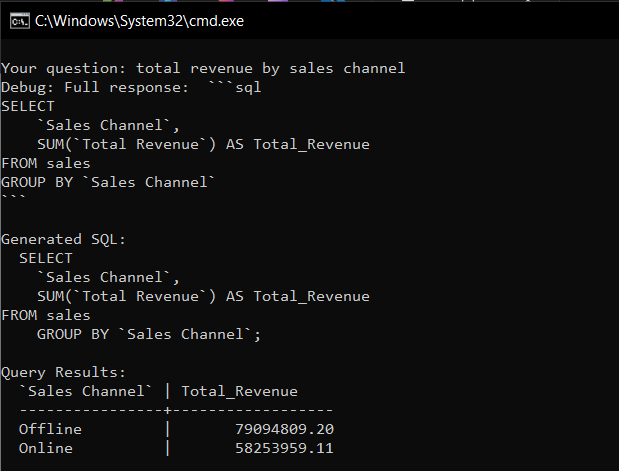 C:\Windows\System32\cmd.exe
Your question: total revenue by sales channel
Debug: Full response:  ```sql
SELECT
    `Sales Channel`,
    SUM(`Total Revenue`) AS Total_Revenue
FROM sales
GROUP BY `Sales Channel`
```
Generated SQL:
  SELECT
    `Sales Channel`,
    SUM(`Total Revenue`) AS Total_Revenue
FROM sales
    GROUP BY `Sales Channel`;
Query Results:
  `Sales Channel` | Total_Revenue
  ----------------+------------------
  Offline         |       79094809.20
  Online          |       58253959.11